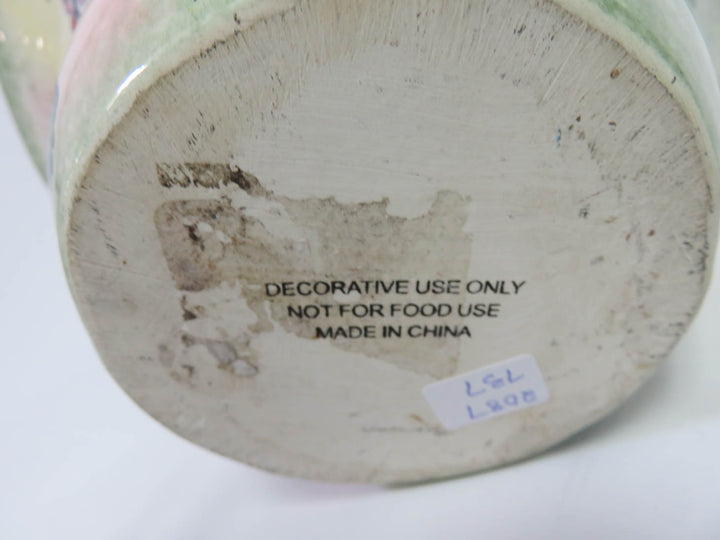 DECORATIVE USE ONLY
NOT FOR FOOD USE
MADE IN CHINA